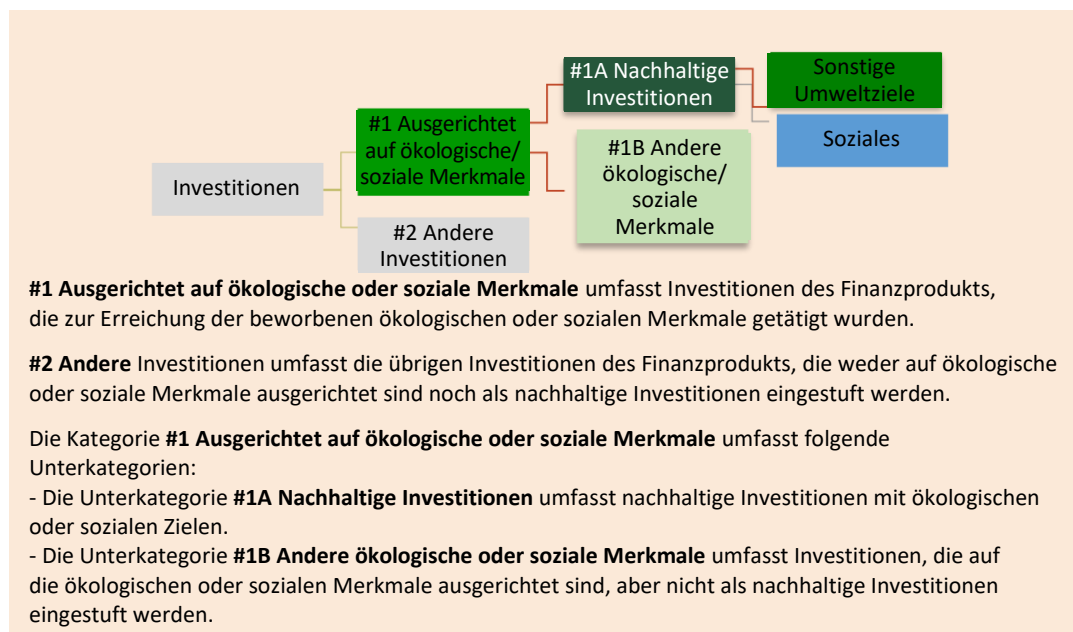 #1A Nachhaltige
Investitionen
Sonstige
Umweltziele
#1 Ausgerichtet
auf ökologische/
soziale Merkmale
Soziales
#1B Andere
ökologische/
soziale
Merkmale
Investitionen
#2 Andere
Investitionen
#1 Ausgerichtet auf ökologische oder soziale Merkmale umfasst Investitionen des Finanzprodukts,
die zur Erreichung der beworbenen ökologischen oder sozialen Merkmale getätigt wurden.
#2 Andere Investitionen umfasst die übrigen Investitionen des Finanzprodukts, die weder auf ökologische
oder soziale Merkmale ausgerichtet sind noch als nachhaltige Investitionen eingestuft werden.
Die Kategorie #1 Ausgerichtet auf ökologische oder soziale Merkmale umfasst folgende
Unterkategorien:
- Die Unterkategorie #1A Nachhaltige Investitionen umfasst nachhaltige Investitionen mit ökologischen
oder sozialen Zielen.
- Die Unterkategorie #1B Andere ökologische oder soziale Merkmale umfasst Investitionen, die auf
die ökologischen oder sozialen Merkmale ausgerichtet sind, aber nicht als nachhaltige Investitionen
eingestuft werden.